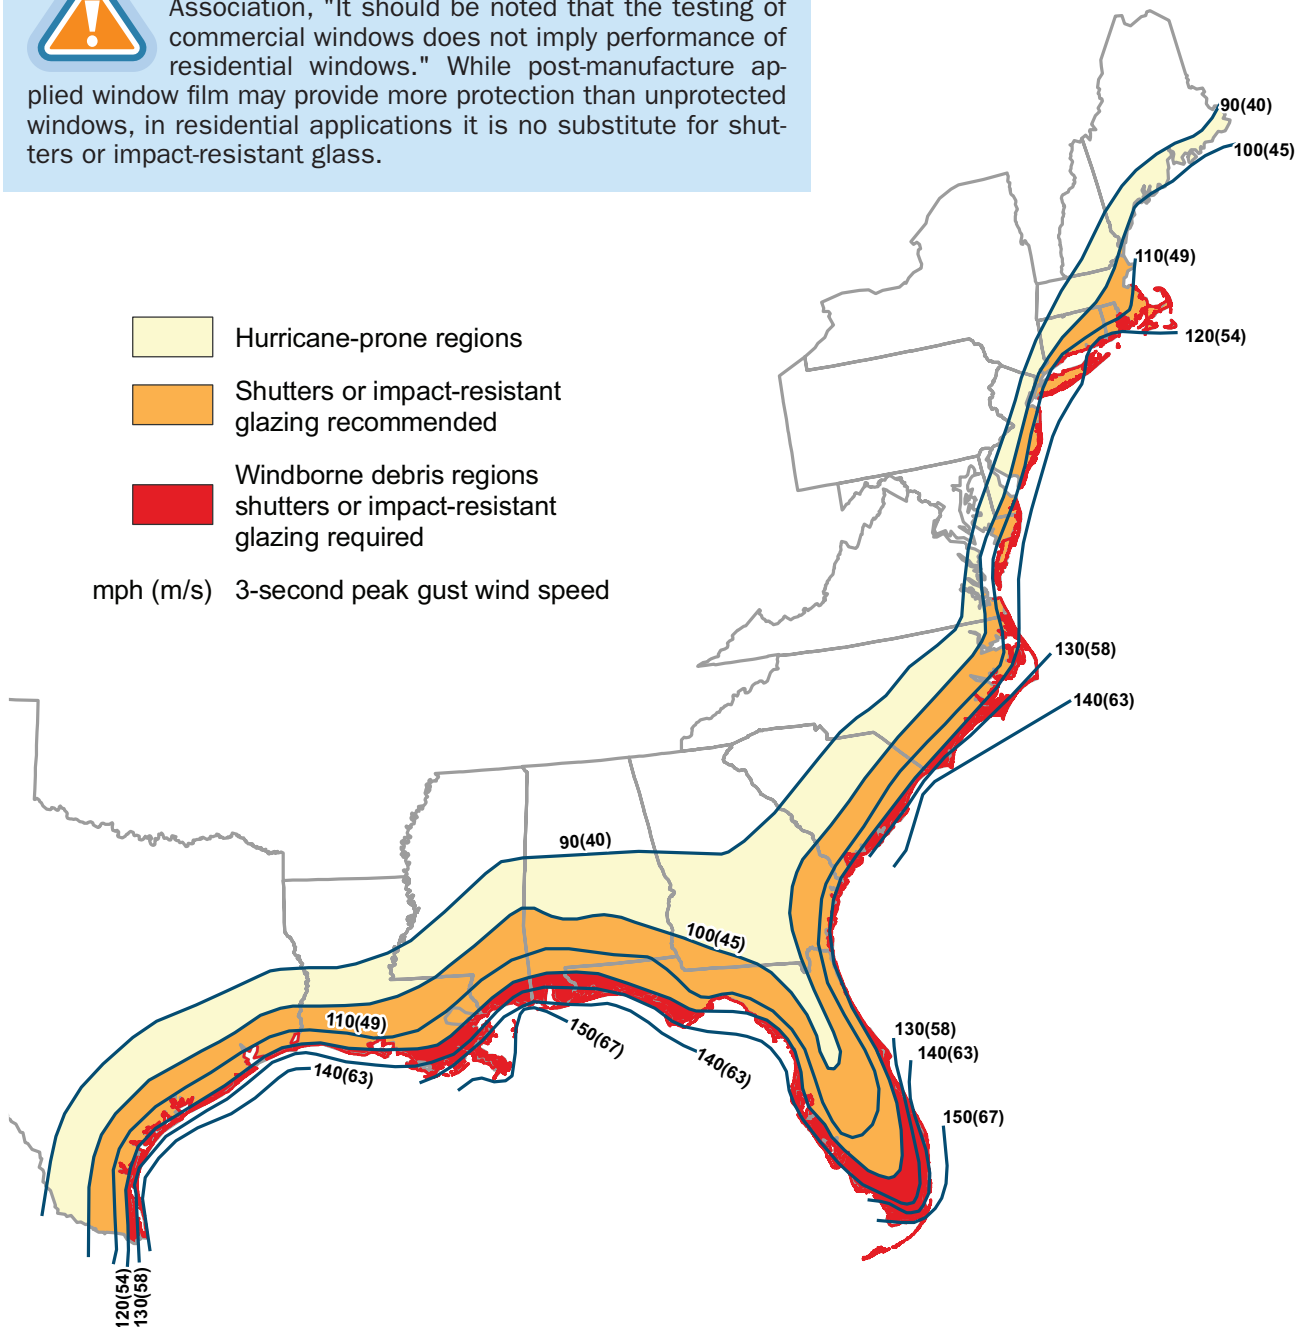 Association, "It should be noted that the testing of
commercial windows does not imply performance of
residential windows." While post-manufacture ap-
plied window film may provide more protection than unprotected
windows, in residential applications it is no substitute for shut-
ters or impact-resistant glass.
90(40)
100(45)
110(49)
120(54)
Hurricane-prone regions
Shutters or impact-resistant
glazing recommended
Windborne debris regions
shutters or impact-resistant
glazing required
mph (m/s) 3-second peak gust wind speed
130(58)
140(63)
90(40)
100(45)
110(49)
150(67)
140(63)
140(63)
130(58)
140(63)
150(67)
120(54)
130(58)